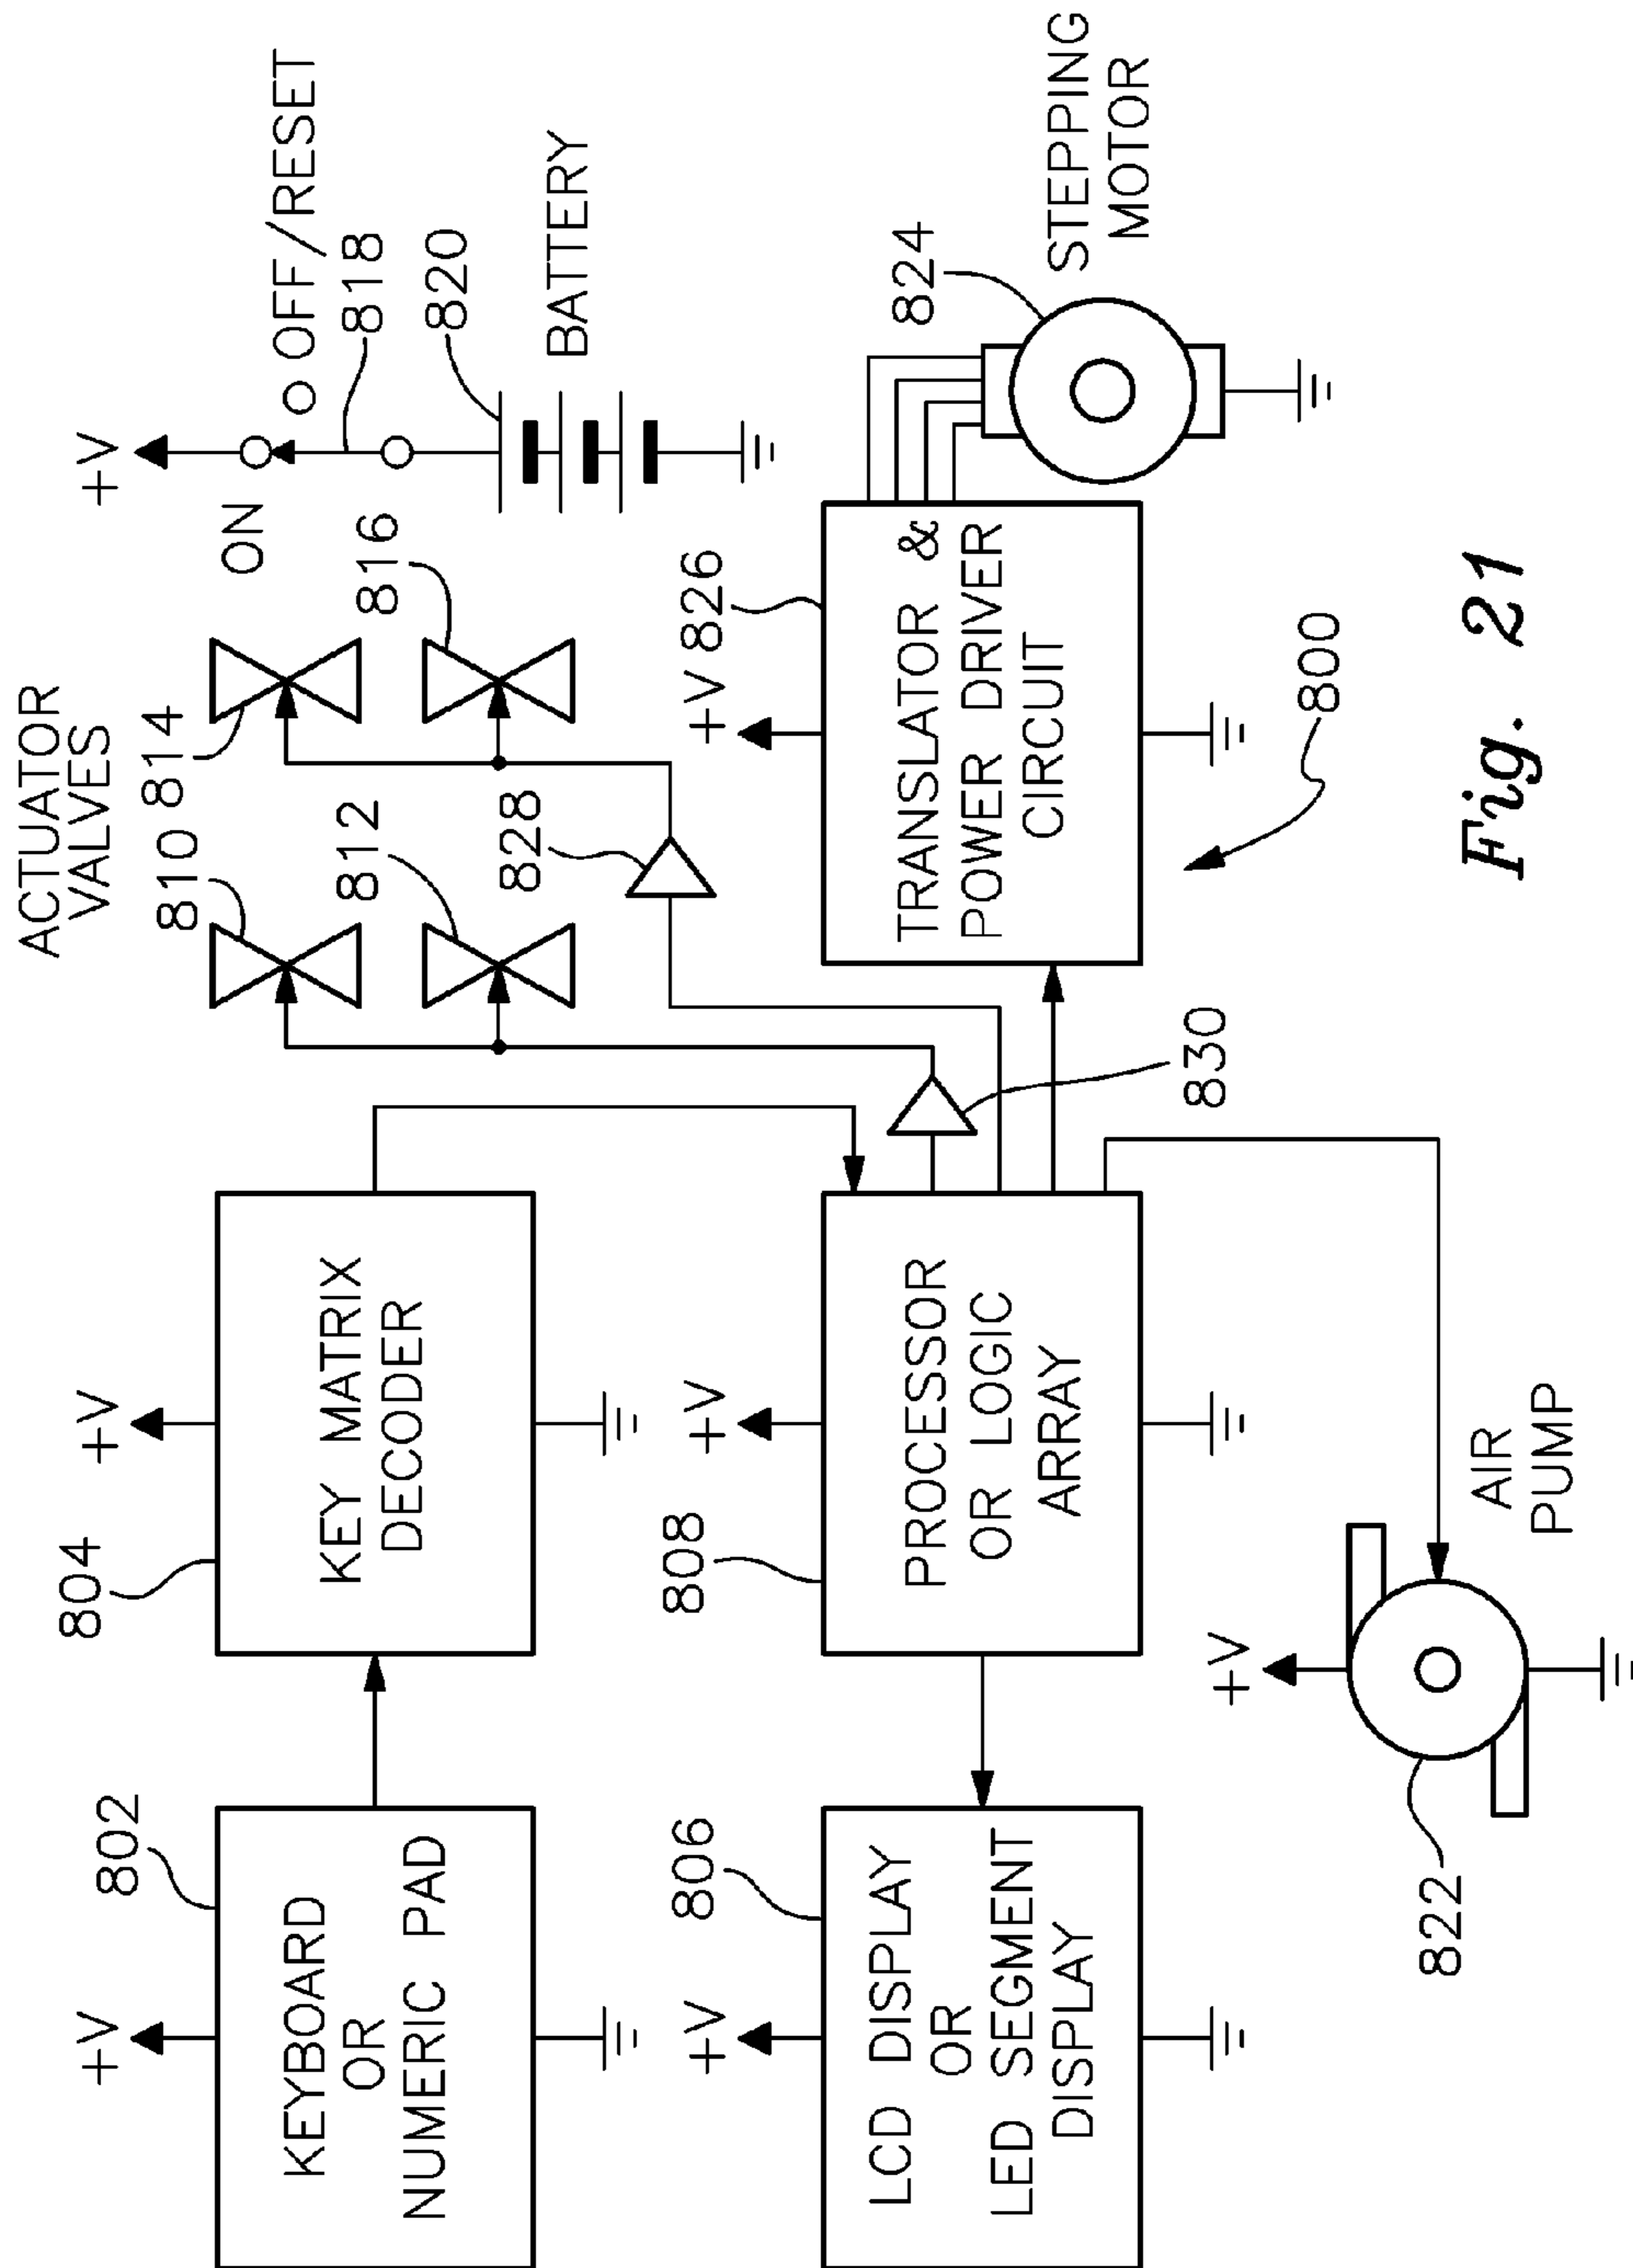 ACTUATOR
VALVES
810
814
812
816
828
ON
+V
OFF/RESET
818
820
BATTERY
802
+V
KEYBOARD
OR
NUMERIC PAD
804
+V
KEY MATRIX
DECODER
806
+V
LCD DISPLAY
OR
LED SEGMENT
DISPLAY
808
+V
PROCESSOR
OR LOGIC
ARRAY
830
+V
826
TRANSLATOR &
POWER DRIVER
CIRCUIT
824
STEPPING
MOTOR
+V
822
AIR
PUMP
800
Fig. 21